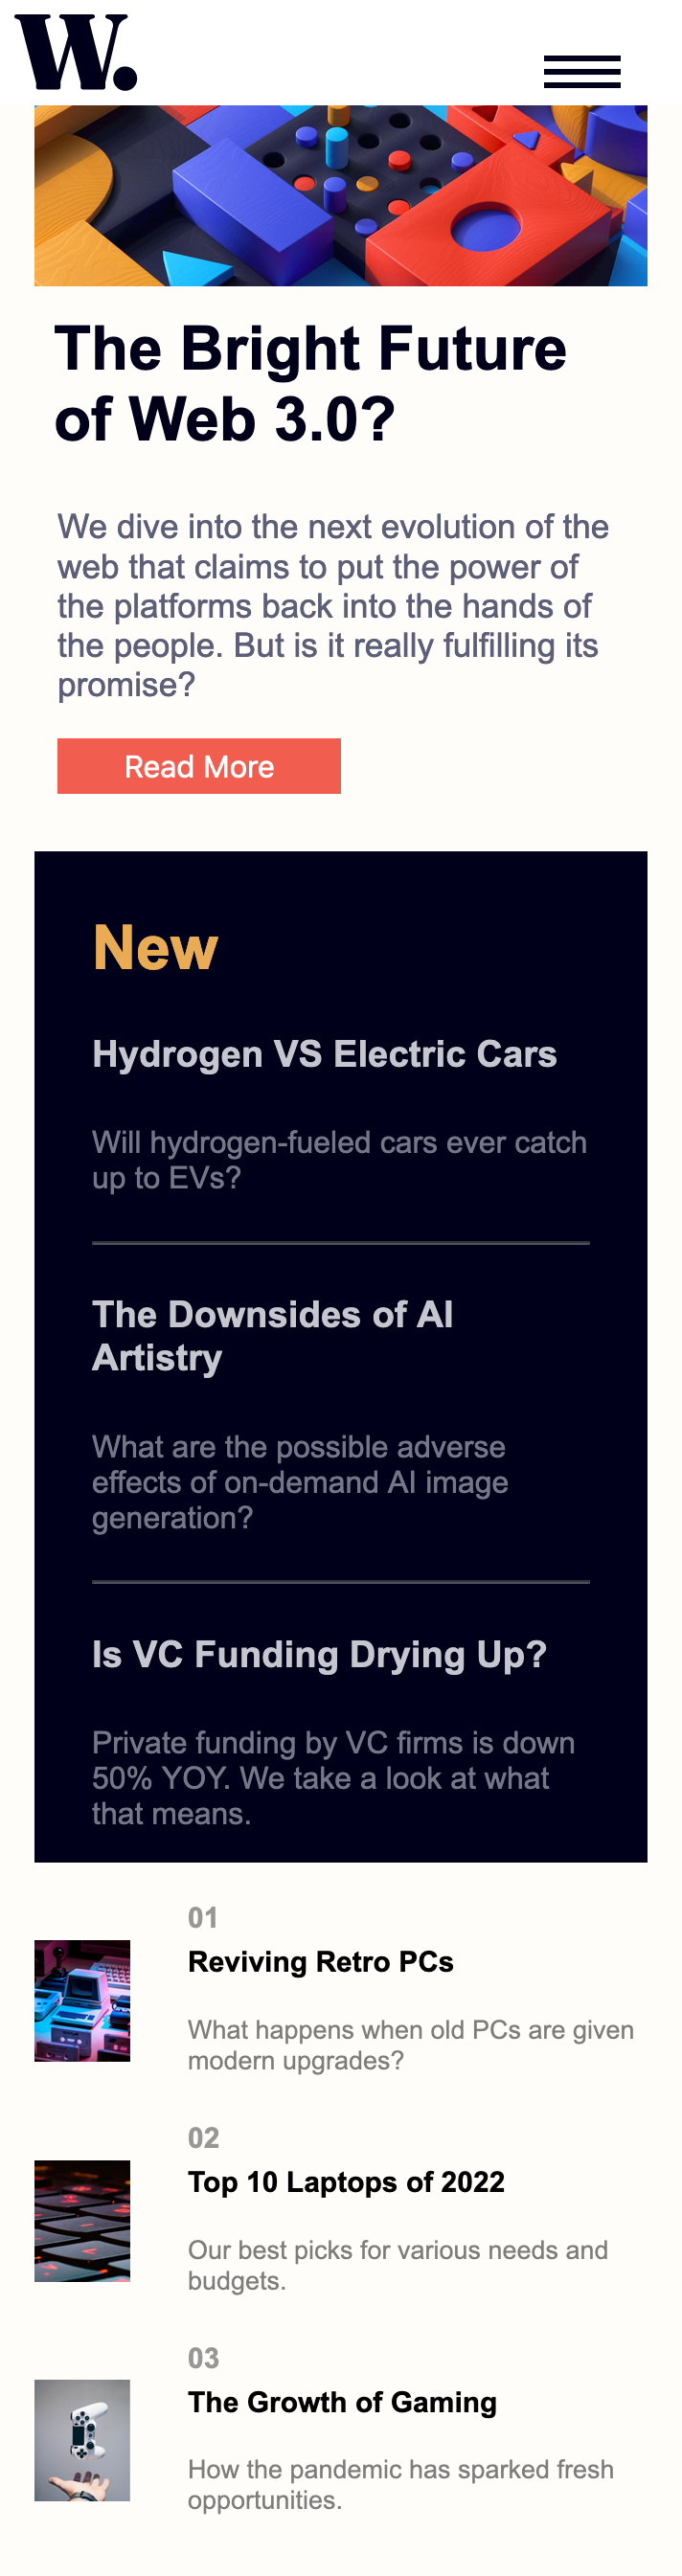 W.
The Bright Future
of Web 3.0?
We dive into the next evolution of the
web that claims to put the power of
the platforms back into the hands of
the people. But is it really fulfilling its
promise?
Read More
New
Hydrogen VS Electric Cars
Will hydrogen-fueled cars ever catch
up to EVs?
The Downsides of AI
Artistry
What are the possible adverse
effects of on-demand AI image
generation?
Is VC Funding Drying Up?
Private funding by VC firms is down
50% YOY. We take a look at what
that means.
01
Reviving Retro PCs
What happens when old PCs are given
modern upgrades?
02
Top 10 Laptops of 2022
Our best picks for various needs and
budgets.
03
The Growth of Gaming
How the pandemic has sparked fresh
opportunities.